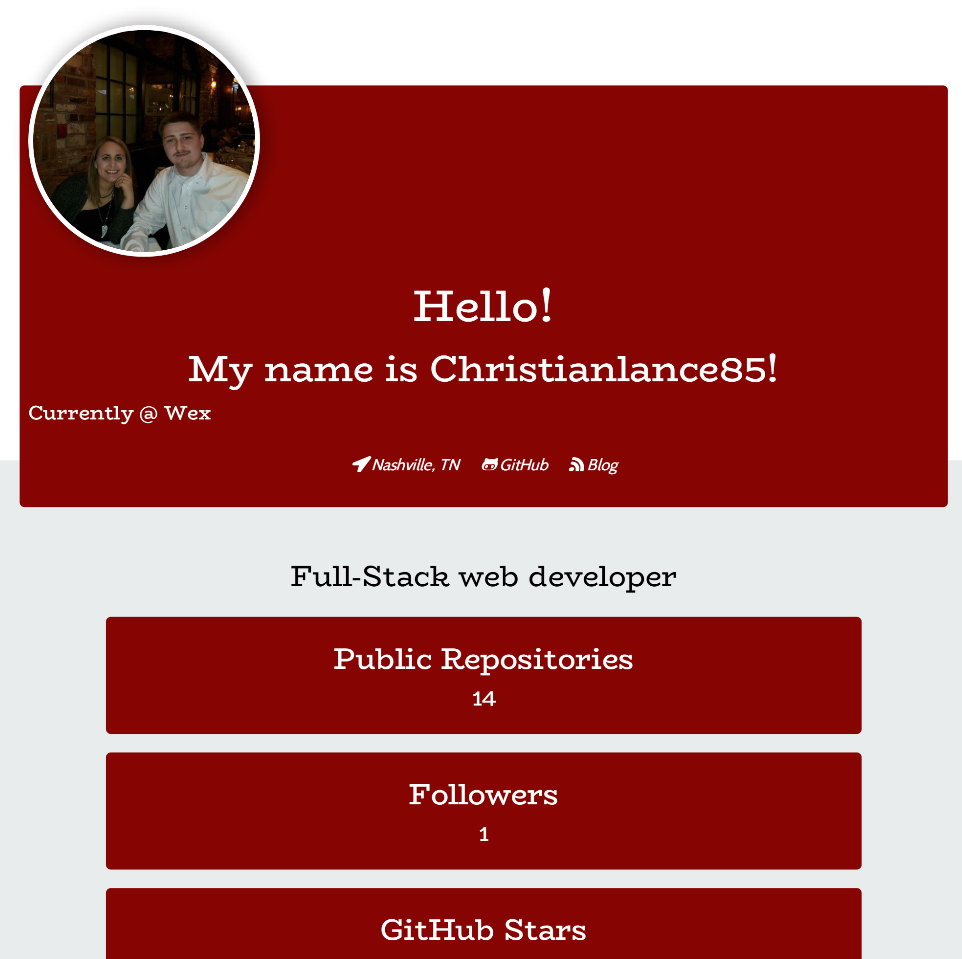 Hello!
My name is Christianlance85!
Currently @ Wex
Nashville, TN GitHub Blog
Full-Stack web developer
Public Repositories
14
Followers
1
GitHub Stars